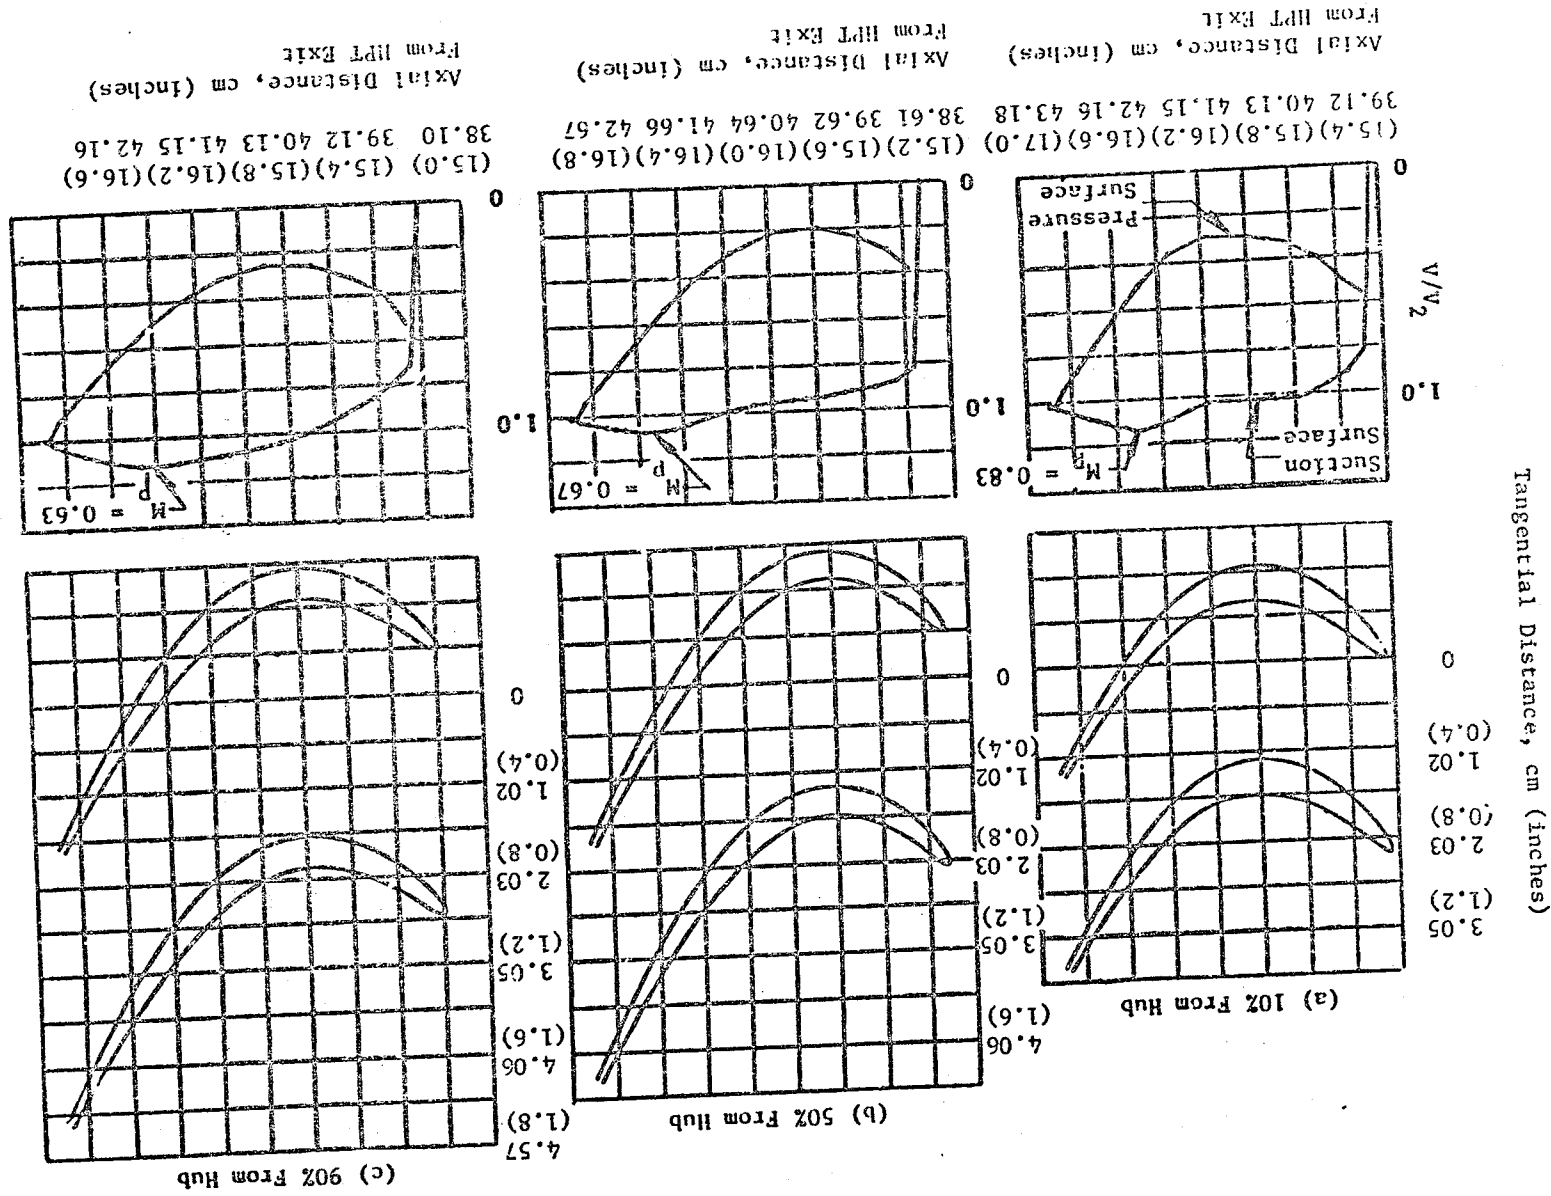 Tangential Distance, cm (inches)
(a) 10% From Hub
3.05
(1.2)
2.03
(0.8)
1.02
(0.4)
0
Suction
Surface
Mp = 0.83
1.0
V/V2
Pressure
Surface
0
(15.4)(15.8)(16.2)(16.6)(17.0)
39.12 40.13 41.15 42.16 43.18
Axial Distance, cm (inches)
From HPT Exit
(b) 50% From Hub
4.06
(1.6)
3.05
(1.2)
2.03
(0.8)
1.02
(0.4)
0
Mp = 0.67
1.0
0
(15.2)(15.6)(16.0)(16.4)(16.8)
38.61 39.62 40.64 41.66 42.67
Axial Distance, cm (inches)
From HPT Exit
(c) 90% From Hub
4.57
(1.8)
4.06
(1.6)
3.05
(1.2)
2.03
(0.8)
1.02
(0.4)
0
Mp = 0.63
1.0
0
(15.0) (15.4)(15.8)(16.2)(16.6)
38.10 39.12 40.13 41.15 42.16
Axial Distance, cm (inches)
From HPT Exit